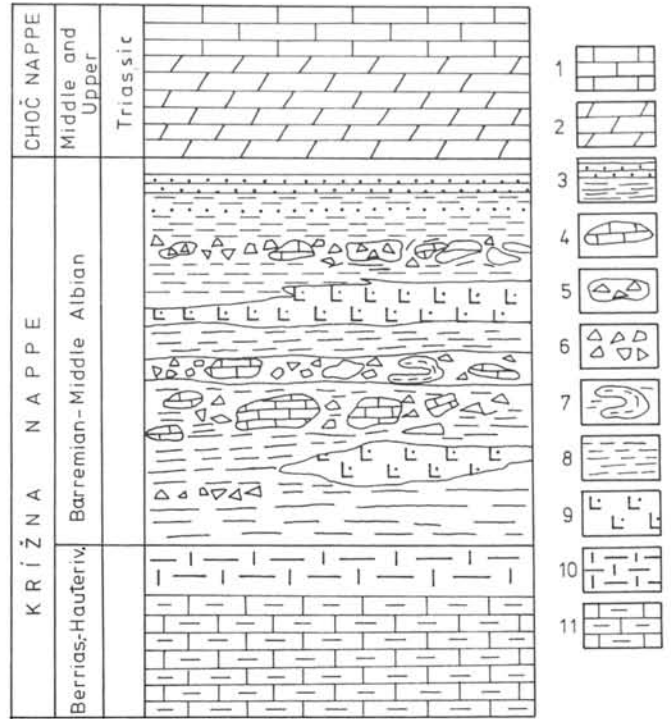 CHOČ NAPPE
Middle and
Upper
Triassic
KRÍŽNA NAPPE
Barremian-Middle Albian
Berrias,-Hauteriv,
1
2
3
4
5
6
7
8
9
10
11